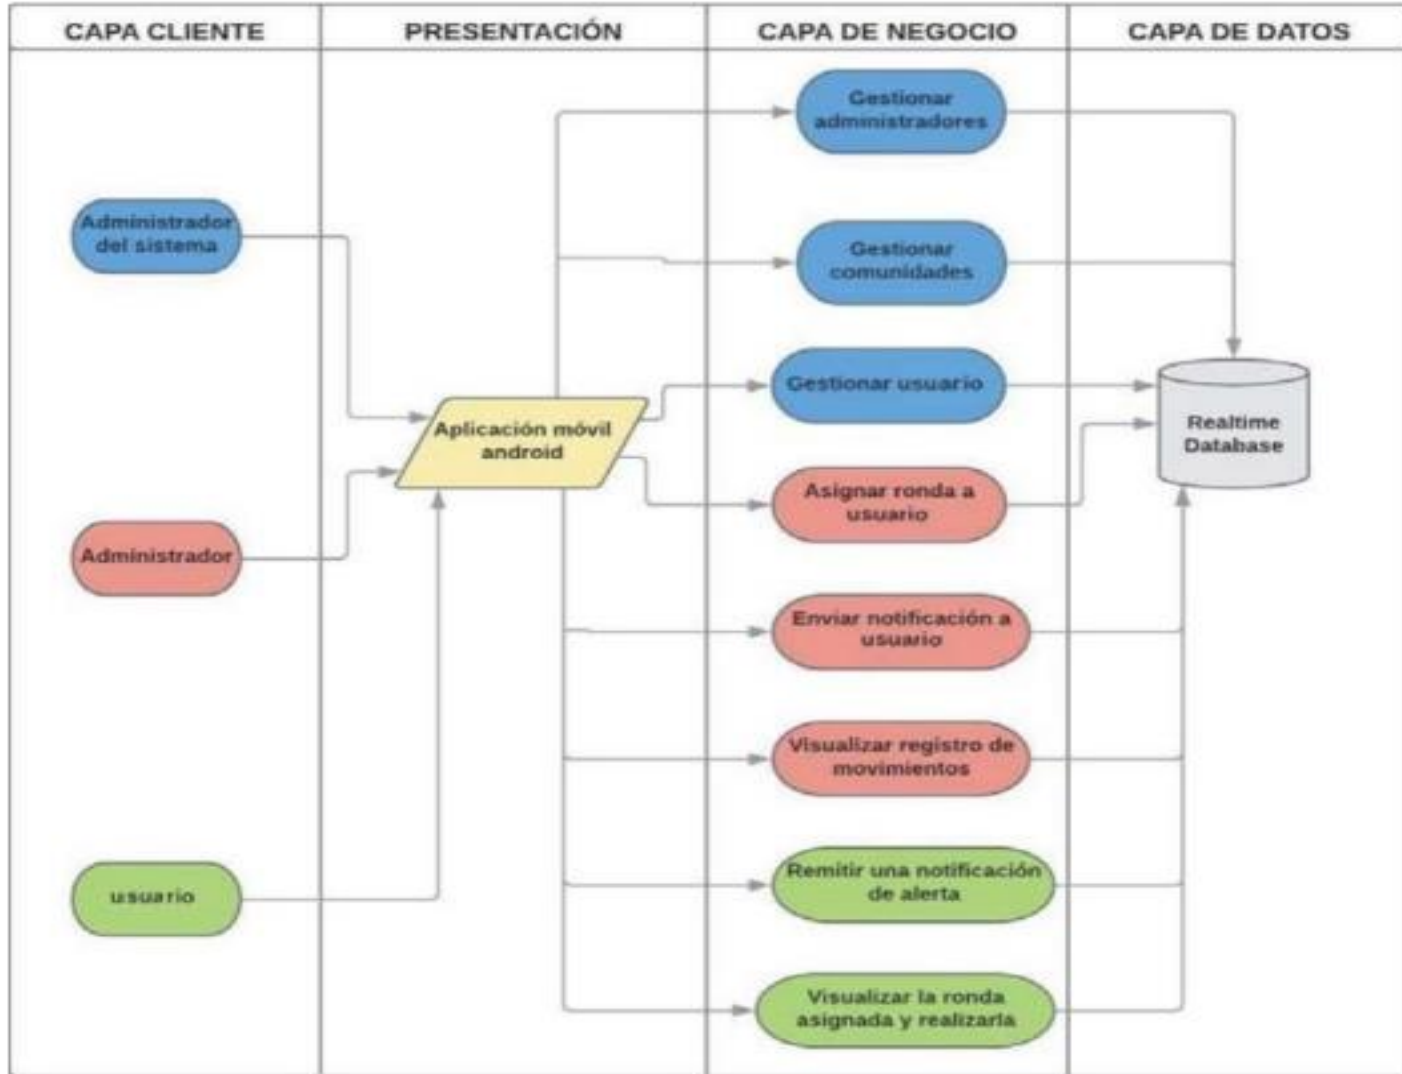 CAPA CLIENTE
PRESENTACIÓN
CAPA DE NEGOCIO
CAPA DE DATOS
Administrador
del sistema
Administrador
usuario
Aplicación móvil
android
Gestionar
administradores
Gestionar
comunidades
Gestionar usuario
Asignar ronda a
usuario
Enviar notificación a
usuario
Visualizar registro de
movimientos
Remitir una notificación
de alerta
Visualizar la ronda
asignada y realizarla
Realtime
Database